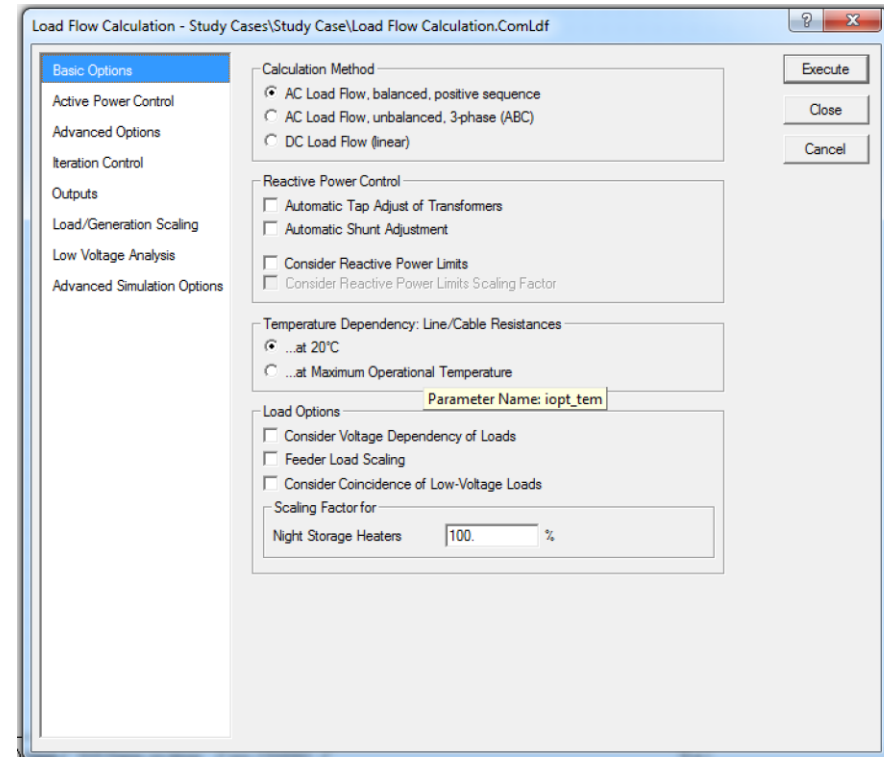 Load Flow Calculation - Study Cases\Study Case\Load Flow Calculation.ComLdf
Basic Options
Active Power Control
Advanced Options
Iteration Control
Outputs
Load/Generation Scaling
Low Voltage Analysis
Advanced Simulation Options
Calculation Method
AC Load Flow, balanced, positive sequence
AC Load Flow, unbalanced, 3-phase (ABC)
DC Load Flow (linear)
Reactive Power Control
Automatic Tap Adjust of Transformers
Automatic Shunt Adjustment
Consider Reactive Power Limits
Consider Reactive Power Limits Scaling Factor
Temperature Dependency: Line/Cable Resistances
...at 20°C
...at Maximum Operational Temperature
Parameter Name: iopt_tem
Load Options
Consider Voltage Dependency of Loads
Feeder Load Scaling
Consider Coincidence of Low-Voltage Loads
Scaling Factor for
Night Storage Heaters 100. %
Execute
Close
Cancel